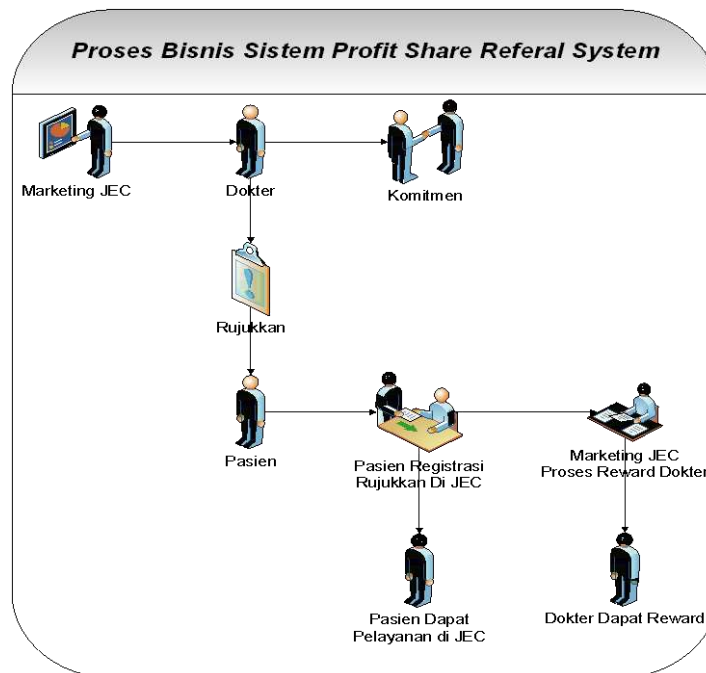 Proses Bisnis Sistem Profit Share Referal System
Marketing JEC
Dokter
Komitmen
Rujukkan
Pasien
Pasien Registrasi
Rujukkan Di JEC
Marketing JEC
Proses Reward Dokter
Pasien Dapat
Pelayanan di JEC
Dokter Dapat Reward